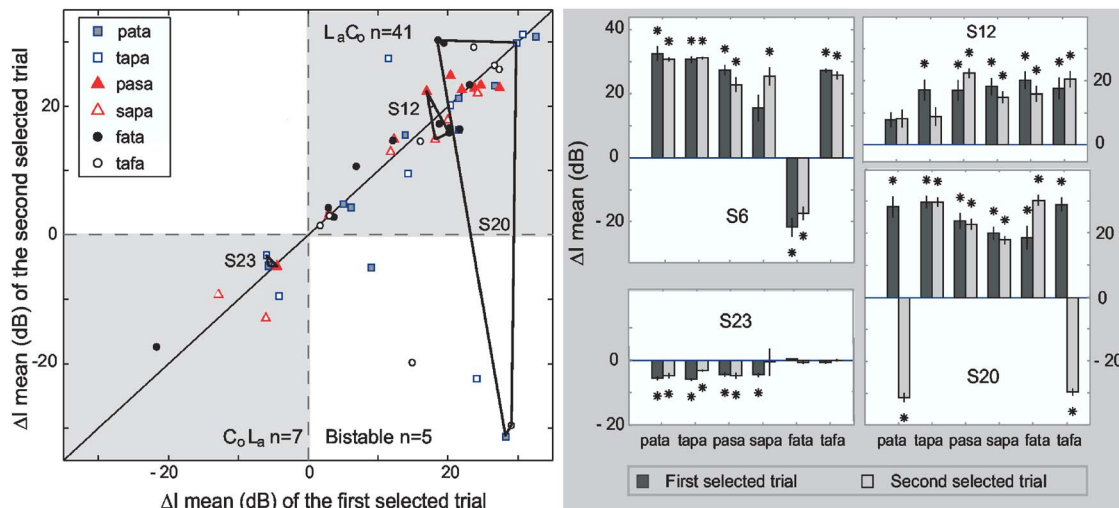 pata
tapa
pasa
sapa
fata
tafa
LaCo n=41
S12
S20
S23
CoLa n=7
Bistable n=5
20
0
-20
-20
0
20
ΔI mean (dB) of the second selected trial
ΔI mean (dB) of the first selected trial
40
20
0
-20
S6
* * * * * * * * * * *
S12
* * * * * * * * *
20
0
ΔI mean (dB)
S23
20
0
-20
* * * * * * *
S20
* * * * * * * * * * * *
20
0
-20
pata tapa pasa sapa fata tafa
pata tapa pasa sapa fata tafa
First selected trial Second selected trial